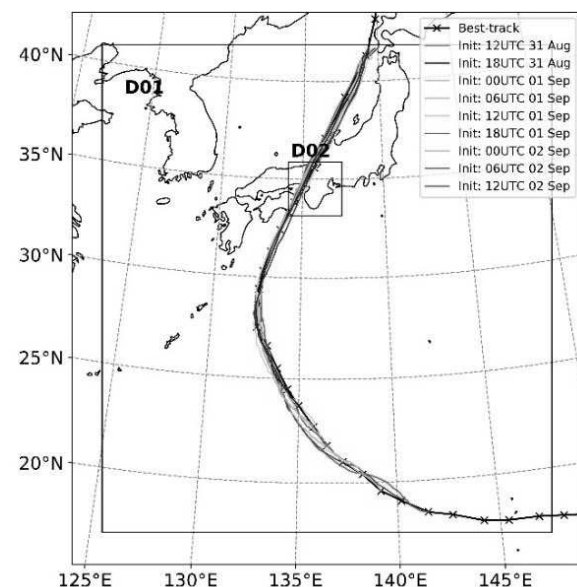 40°N
35°N
30°N
25°N
20°N
D01
D02
Best-track
Init: 12UTC 31 Aug
Init: 18UTC 31 Aug
Init: 00UTC 01 Sep
Init: 06UTC 01 Sep
Init: 12UTC 01 Sep
Init: 18UTC 01 Sep
Init: 00UTC 02 Sep
Init: 06UTC 02 Sep
Init: 12UTC 02 Sep
125°E 130°E 135°E 140°E 145°E